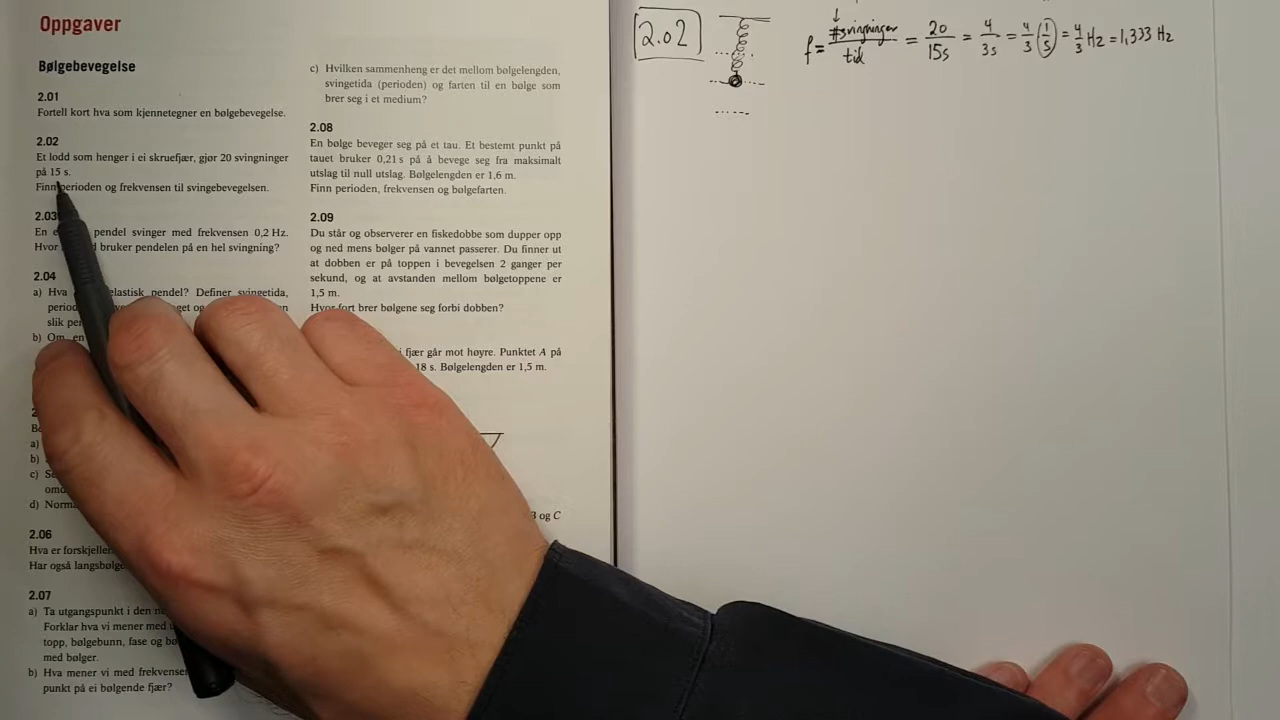 Oppgaver
Bølgebevegelse
2.01
Fortell kort hva som kjennetegner en bølgebevegelse.
2.02
Et lodd som henger i ei skruefjær, gjør 20 svingninger
på 15 s.
Finn perioden og frekvensen til svingebevegelsen.
2.03
En pendel svinger med frekvensen 0,2 Hz.
Hvor bruker pendelen på en hel svingning?
2.04
a) Hva elastisk pendel? Definer svingetida,
slik
b) Om en
a)
b)
c)
d)
2.06
Hva er forskjellen
Har også
2.07
a) Ta utgangspunkt i den
Forklar hva vi mener med
topp, bølgebunn, fase og
med bølger.
b) Hva mener vi med
punkt på ei bølgende fjær?
c) Hvilken sammenheng er det mellom bølgelengden,
svingetida (perioden) og farten til en bølge som
brer seg i et medium?
2.08
En bølge beveger seg på et tau. Et bestemt punkt på
tauet bruker 0,21 s på å bevege seg fra maksimalt
utslag til null utslag. Bølgelengden er 1,6 m.
Finn perioden, frekvensen og bølgefarten.
2.09
Du står og observerer en fiskedobbe som dupper opp
og ned mens bølger på vannet passerer. Du finner ut
at dobben er på toppen i bevegelsen 2 ganger per
sekund, og at avstanden mellom bølgetoppene er
1,5 m.
Hvor fort brer bølgene seg forbi dobben?
fjær går mot høyre. Punktet A på
18 s. Bølgelengden er 1,5 m.
B og C
2.02
f = #svingninger / tid = 20 / 15s = 4 / 3s = 4/3 (1/s) = 4/3 Hz = 1,333 Hz